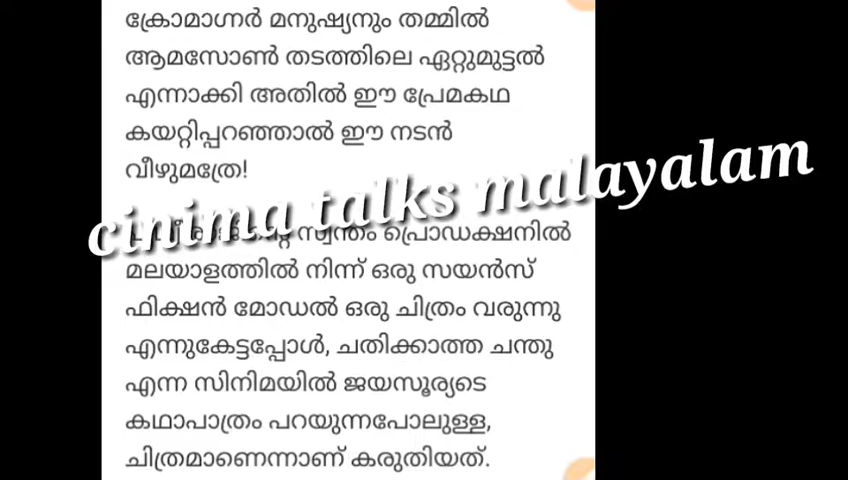 ക്രോമാഗ്നർ മനുഷ്യനും തമ്മിൽ
ആമസോൺ തടത്തിലെ ഏറ്റുമുട്ടൽ
എന്നാക്കി അതിൽ ഈ പ്രേമകഥ
കയറ്റിപ്പറഞ്ഞാൽ ഈ നടൻ
വീഴുമത്രേ!
cinima talks malayalam
സ്വന്തം പ്രൊഡക്ഷനിൽ
മലയാളത്തിൽ നിന്ന് ഒരു സയൻസ്
ഫിക്ഷൻ മോഡൽ ഒരു ചിത്രം വരുന്നു
എന്നുകേട്ടപ്പോൾ, ചതിക്കാത്ത ചന്തു
എന്ന സിനിമയിൽ ജയസൂര്യടെ
കഥാപാത്രം പറയുന്നപോലുള്ള,
ചിത്രമാണെന്നാണ് കരുതിയത്.